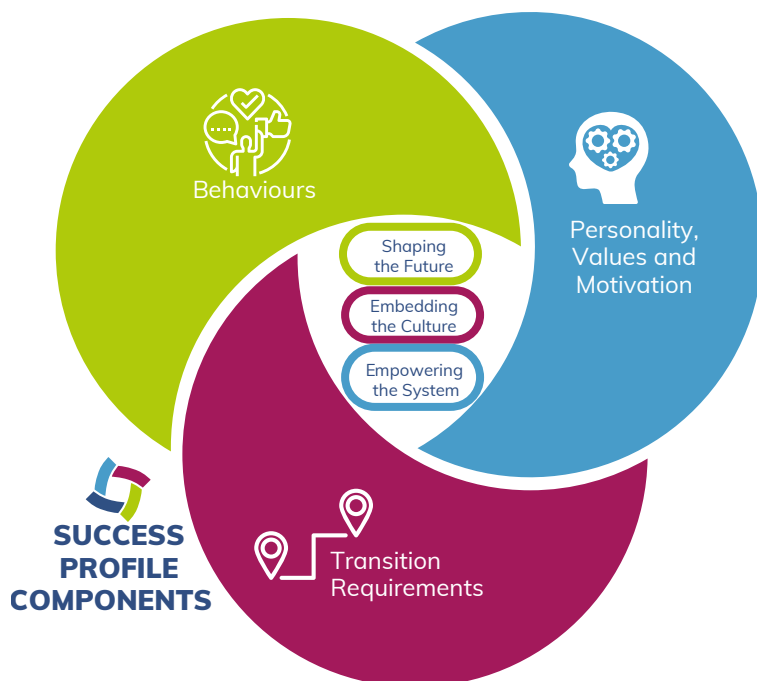 Behaviours
Personality,
Values and
Motivation
Shaping
the Future
Embedding
the Culture
Empowering
the System
Transition
Requirements
SUCCESS
PROFILE
COMPONENTS